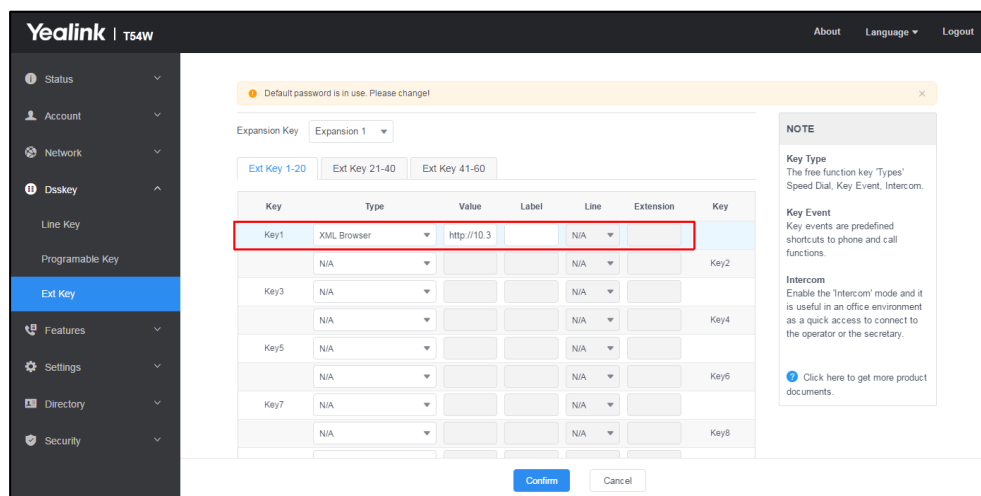 Yealink | T54W
About Language Logout
Status
Account
Network
Dsskey
Line Key
Programable Key
Ext Key
Features
Settings
Directory
Security
Default password is in use. Please change!
Expansion Key Expansion 1
Ext Key 1-20 Ext Key 21-40 Ext Key 41-60
Key Type Value Label Line Extension Key
Key1 XML Browser http://10.3 N/A
N/A N/A Key2
Key3 N/A N/A
N/A N/A Key4
Key5 N/A N/A
N/A N/A Key6
Key7 N/A N/A
N/A N/A Key8
Confirm Cancel
NOTE
Key Type
The free function key 'Types'
Speed Dial, Key Event, Intercom.
Key Event
Key events are predefined
shortcuts to phone and call
functions.
Intercom
Enable the 'Intercom' mode and it
is useful in an office environment
as a quick access to connect to
the operator or the secretary.
Click here to get more product
documents.